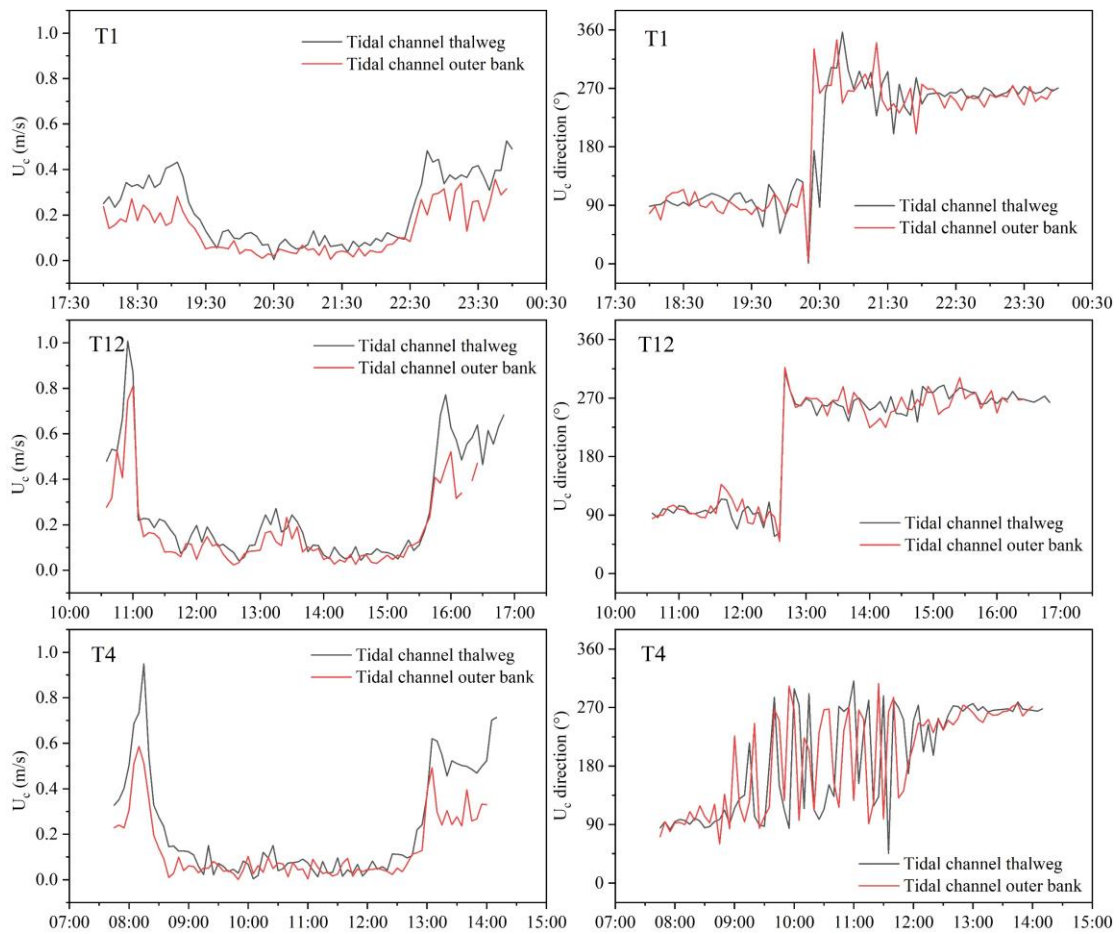 T1
Tidal channel thalweg
Tidal channel outer bank
U_c (m/s)
1.0
0.8
0.6
0.4
0.2
0.0
17:30 18:30 19:30 20:30 21:30 22:30 23:30 00:30
T1
Tidal channel thalweg
Tidal channel outer bank
U_c direction (°)
360
270
180
90
0
17:30 18:30 19:30 20:30 21:30 22:30 23:30 00:30
T12
Tidal channel thalweg
Tidal channel outer bank
U_c (m/s)
1.0
0.8
0.6
0.4
0.2
0.0
10:00 11:00 12:00 13:00 14:00 15:00 16:00 17:00
T12
Tidal channel thalweg
Tidal channel outer bank
U_c direction (°)
360
270
180
90
0
10:00 11:00 12:00 13:00 14:00 15:00 16:00 17:00
T4
Tidal channel thalweg
Tidal channel outer bank
U_c (m/s)
1.0
0.8
0.6
0.4
0.2
0.0
07:00 08:00 09:00 10:00 11:00 12:00 13:00 14:00 15:00
T4
Tidal channel thalweg
Tidal channel outer bank
U_c direction (°)
360
270
180
90
0
07:00 08:00 09:00 10:00 11:00 12:00 13:00 14:00 15:00